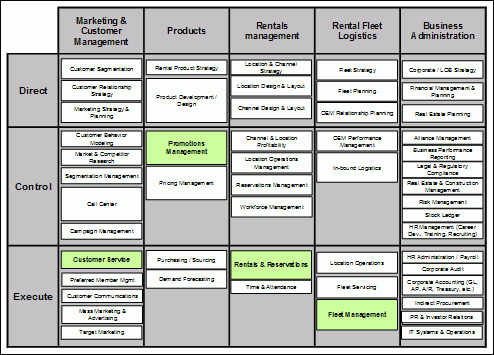 Marketing &
Customer
Management
Products
Rentals
management
Rental Fleet
Logistics
Business
Administration
Direct
Customer Segmentation
Customer Relationship
Strategy
Marketing Strategy &
Planning
Rental Product Strategy
Product Development /
Design
Location & Channel
Strategy
Location Design & Layout
Channel Design & Layout
Fleet Strategy
Fleet Planning
OEM Relationship Planning
Corporate / LOB Strategy
Financial Management
& Planning
Real Estate Planning
Control
Customer Behavior
Modeling
Market & Competitor
Research
Segmentation Management
Call Center
Campaign Management
Promotions
Management
Pricing Management
Channel & Location
Profitability
Location Operations
Management
Reservations Management
Workforce Management
OEM Performance
Management
In-bound Logistics
Alliance Management
Business Performance
Reporting
Legal & Regulatory
Compliance
Real Estate & Construction
Management
Risk Management
Stock Ledger
HR Management (Career
Dev., Training, Recruiting)
Execute
Customer Service
Preferred Member Mgmt
Customer Communications
Mass Marketing &
Advertising
Target Marketing
Purchasing / Sourcing
Demand Forecasting
Rentals & Reservations
Time & Attendance
Location Operations
Fleet Servicing
Fleet Management
HR Administration / Payroll
Corporate Audit
Corporate Accounting (GL,
AP, A/R, Treasury, etc.)
Indirect Procurement
PR & Investor Relations
IT Systems & Operations